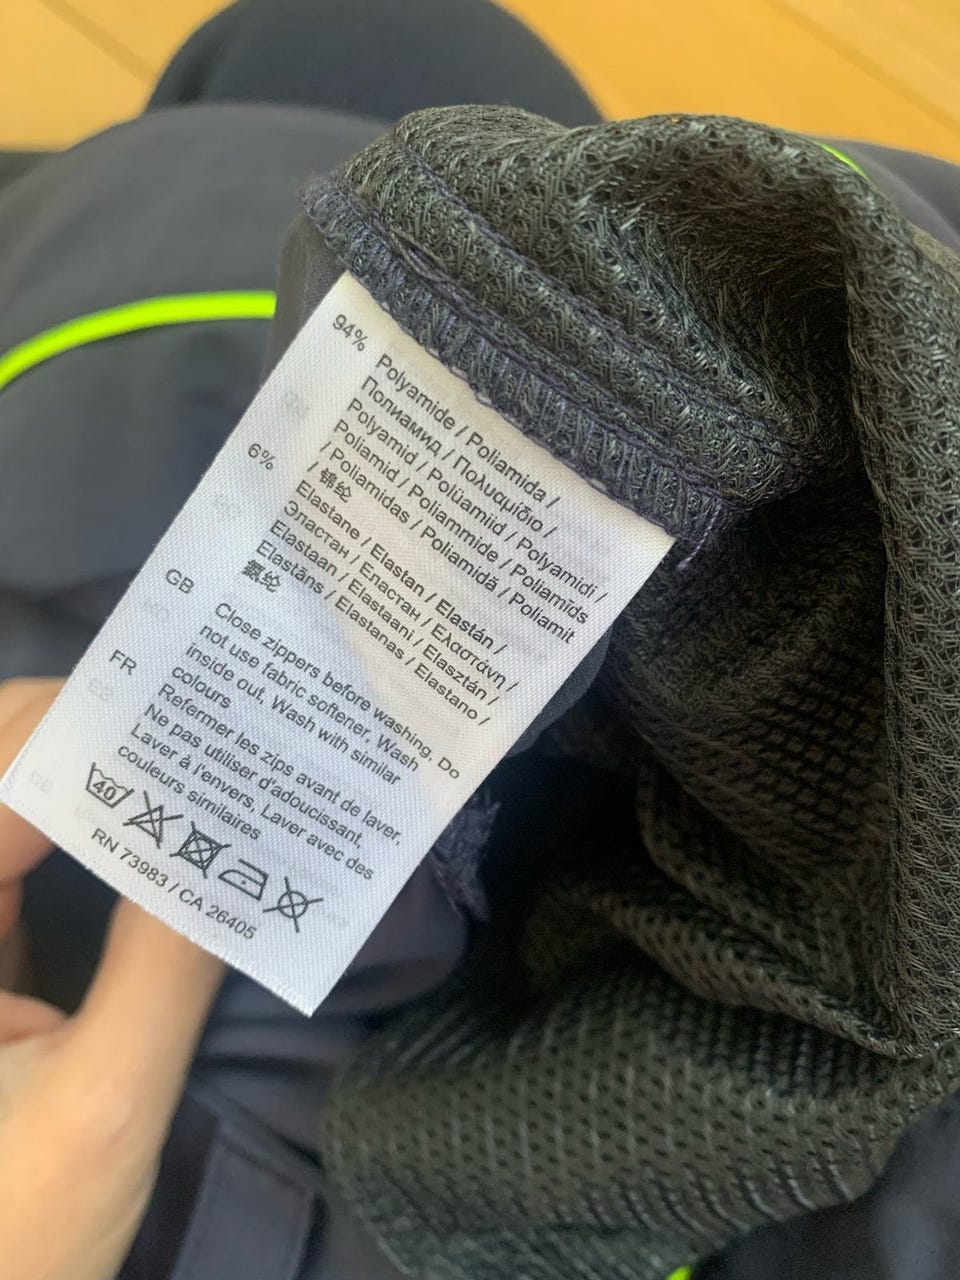 94% Polyamide / Poliamida /
Полиамид / Πολυαμίδιο /
Polyamid / Polüamiid / Polyamidi /
Poliamid / Poliammide / Poliamīds
/ Poliamidas / Poliamidă / Poliamit
/ 锦纶
6% Elastane / Elastan / Elastán /
Эластан / Еластан / Ελαστάνη /
Elastaan / Elastaani / Elasztán /
Elastāns / Elastanas / Elastano /
氨纶
GB Close zippers before washing. Do
not use fabric softener, Wash
inside out, Wash with similar
colours
FR Refermer les zips avant de laver,
Ne pas utiliser d'adoucissant,
Laver à l'envers, Laver avec des
couleurs similaires
40
RN 73983 / CA 26405